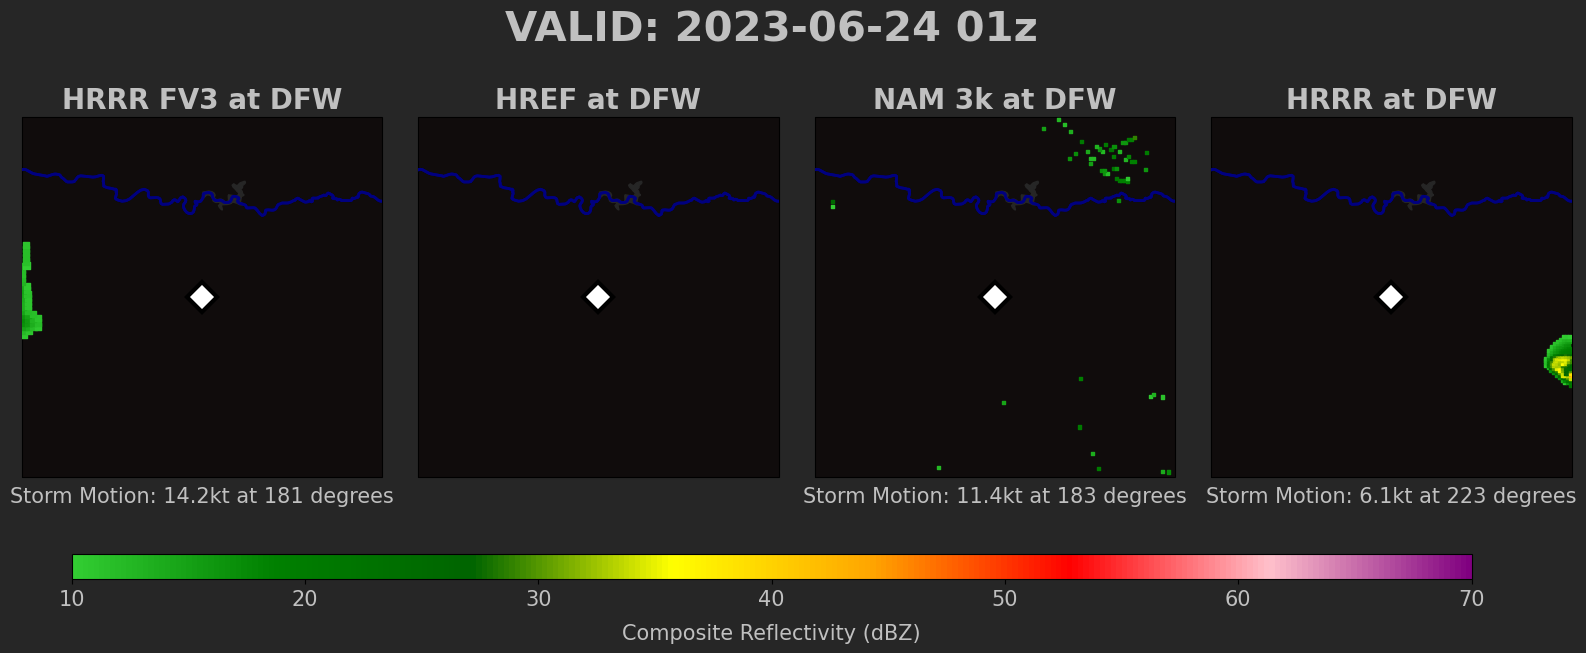 VALID: 2023-06-24 01z
HRRR FV3 at DFW
HREF at DFW
NAM 3k at DFW
HRRR at DFW
Storm Motion: 14.2kt at 181 degrees
Storm Motion: 11.4kt at 183 degrees
Storm Motion: 6.1kt at 223 degrees
10 20 30 40 50 60 70
Composite Reflectivity (dBZ)